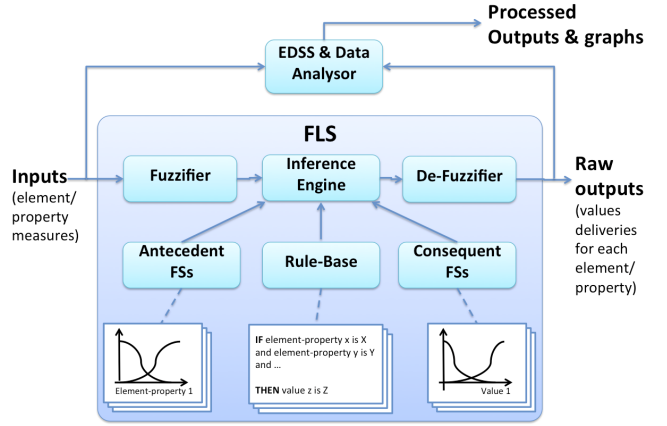 Processed
Outputs & graphs
EDSS & Data
Analysor
FLS
Inputs
(element/
property
measures)
Fuzzifier
Inference
Engine
De-Fuzzifier
Raw
outputs
(values
deliveries
for each
element/
property)
Antecedent
FSs
Rule-Base
Consequent
FSs
Element-property 1
IF element-property x is X
and element-property y is Y
and ...
THEN value z is Z
Value 1